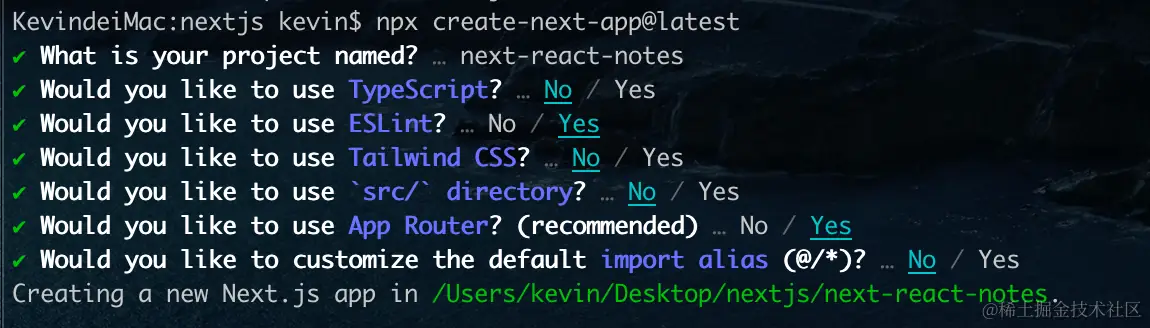 KevindeiMac:nextjs kevin$ npx create-next-app@latest
✔ What is your project named? … next-react-notes
✔ Would you like to use TypeScript? … No / Yes
✔ Would you like to use ESLint? … No / Yes
✔ Would you like to use Tailwind CSS? … No / Yes
✔ Would you like to use `src/` directory? … No / Yes
✔ Would you like to use App Router? (recommended) … No / Yes
✔ Would you like to customize the default import alias (@/*)? … No / Yes
Creating a new Next.js app in /Users/kevin/Desktop/nextjs/next-react-notes.
@稀土掘金技术社区